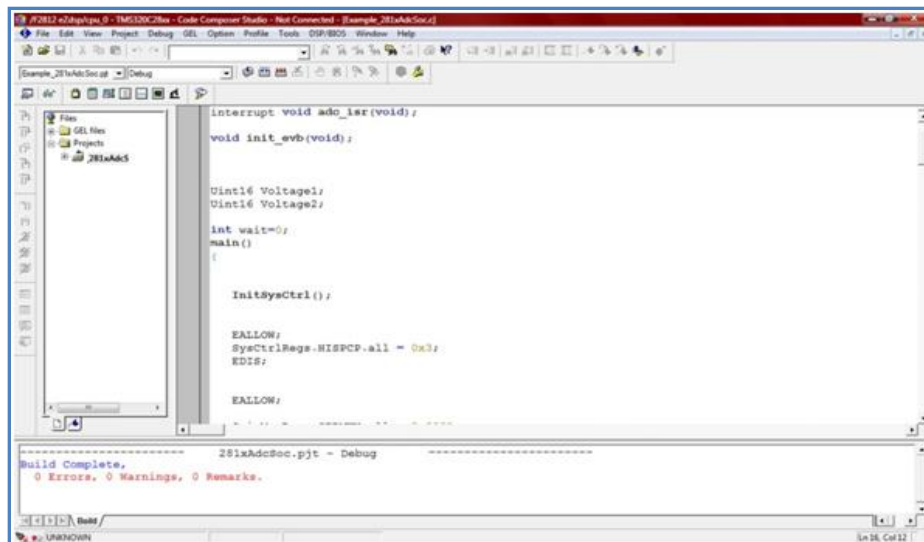 /F2812 eZdsp/cpu_0 - TMS320C28xx - Code Composer Studio - Not Connected - [Example_281xAdcSoc.c]
File Edit View Project Debug GEL Option Profile Tools DSP/BIOS Window Help
Example_281xAdcSoc.pjt Debug
Files
GEL files
Projects
281xAdcS
interrupt void adc_isr(void);
void init_evb(void);
Uint16 Voltage1;
Uint16 Voltage2;
int wait=0;
main()
{
InitSysCtrl();
EALLOW;
SysCtrlRegs.HISPCP.all = 0x3;
EDIS;
EALLOW;
----------------------- 281xAdcSoc.pjt - Debug -----------------------
Build Complete,
0 Errors, 0 Warnings, 0 Remarks.
Build
UNKNOWN
Ln 16, Col 12